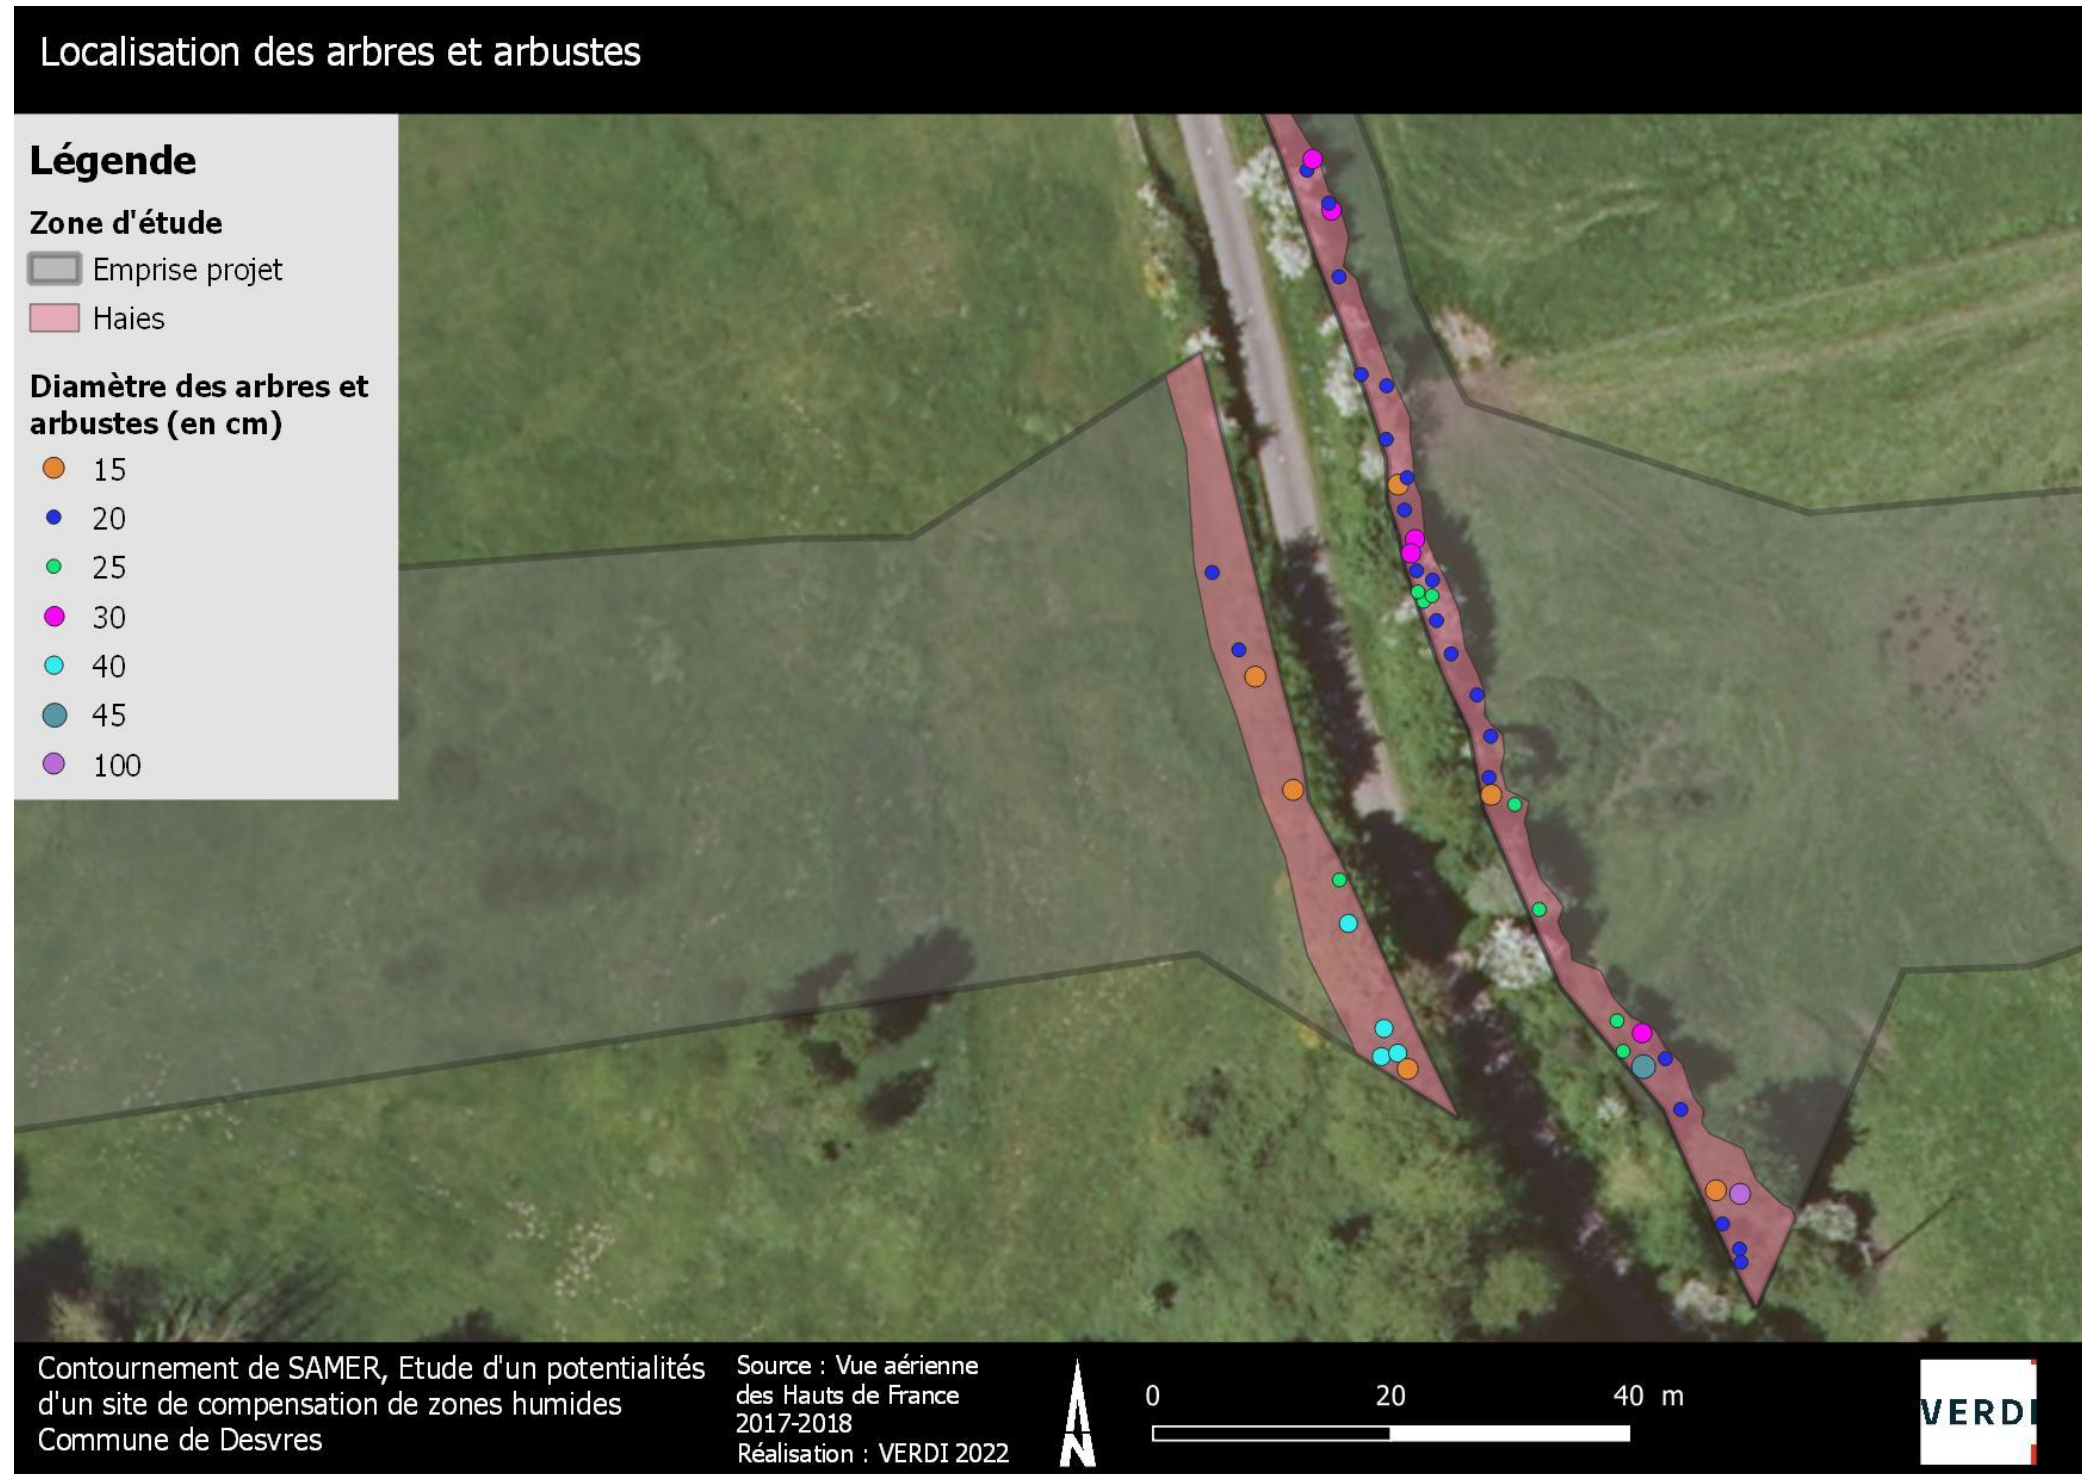 Localisation des arbres et arbustes
Légende
Zone d'étude
Emprise projet
Haies
Diamètre des arbres et
arbustes (en cm)
15
20
25
30
40
45
100
Contournement de SAMER, Etude d'un potentialités
d'un site de compensation de zones humides
Commune de Desvres
Source : Vue aérienne
des Hauts de France
2017-2018
Réalisation : VERDI 2022
N
0 20 40 m
VERDI